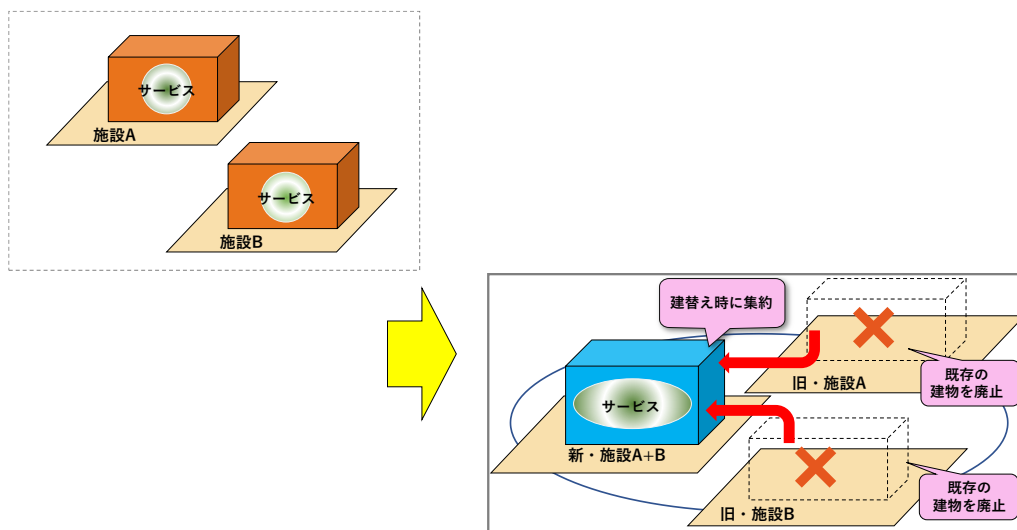 サービス
施設A
サービス
施設B
建替え時に集約
旧・施設A
既存の
建物を廃止
サービス
新・施設A+B
旧・施設B
既存の
建物を廃止